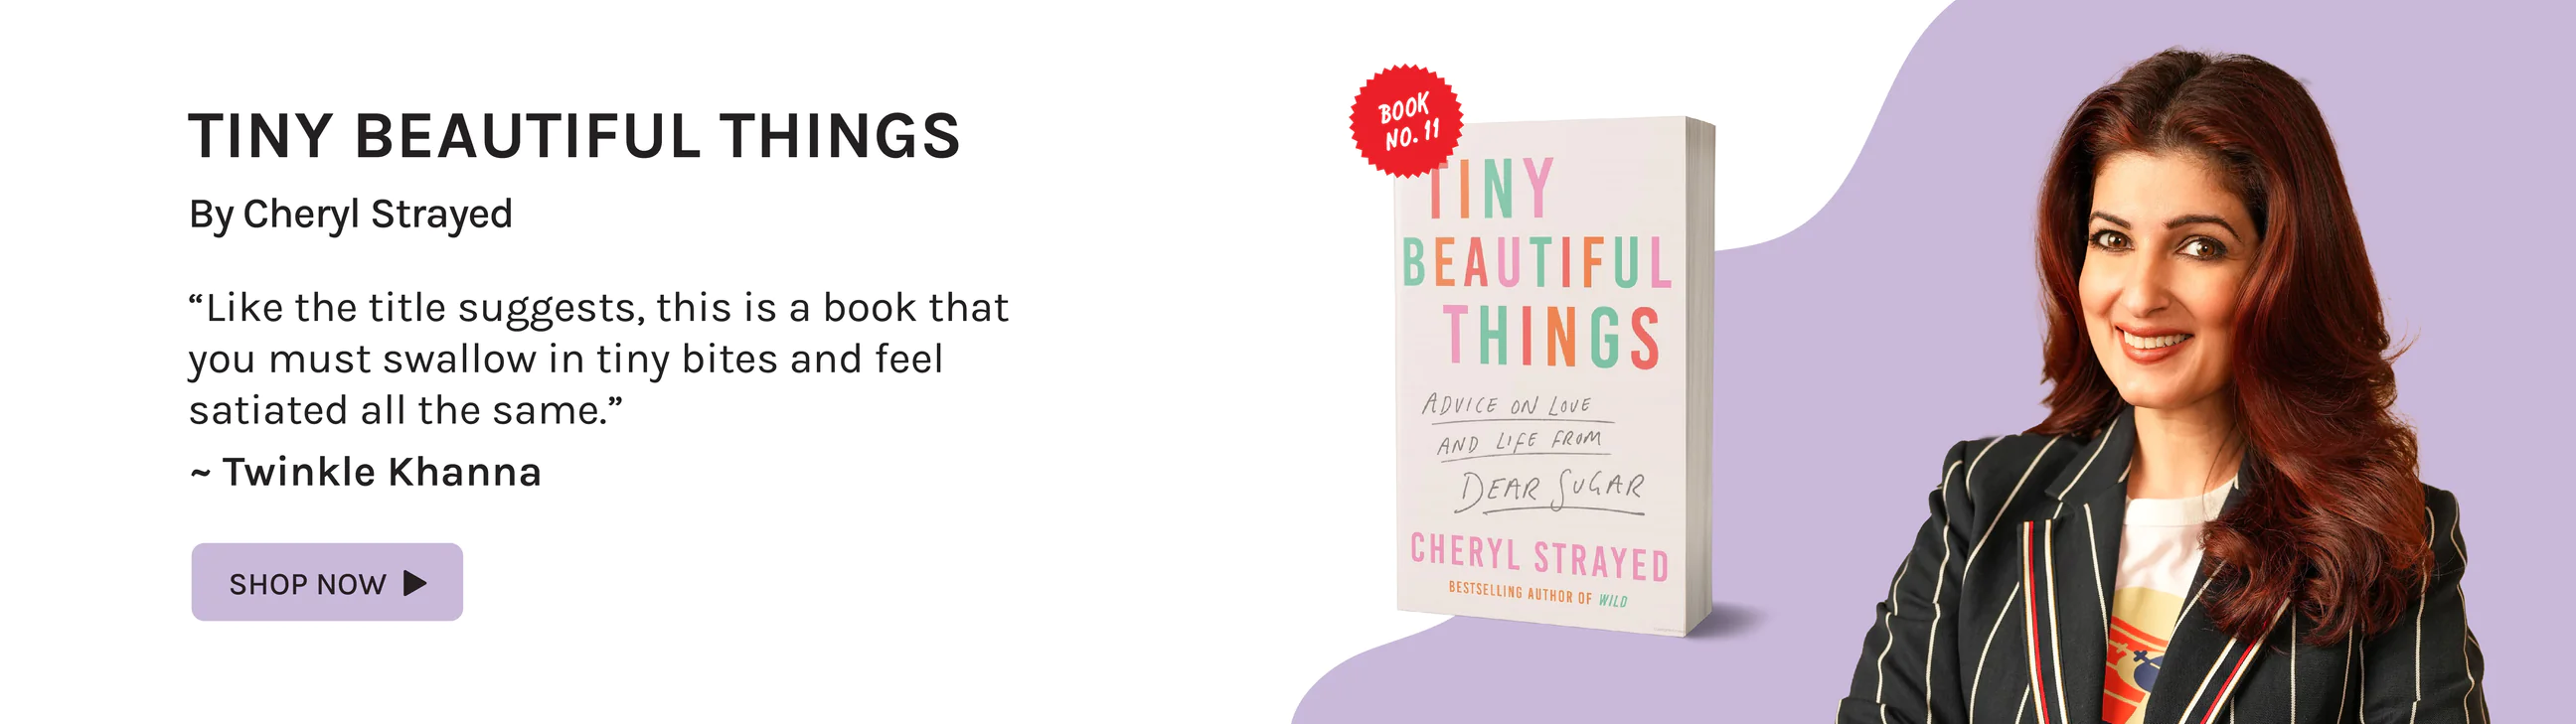 TINY BEAUTIFUL THINGS
By Cheryl Strayed
“Like the title suggests, this is a book that
you must swallow in tiny bites and feel
satiated all the same.”
~ Twinkle Khanna
SHOP NOW
BOOK
NO. 11
TINY
BEAUTIFUL
THINGS
ADVICE ON LOVE
AND LIFE FROM
DEAR SUGAR
CHERYL STRAYED
BESTSELLING AUTHOR OF WILD